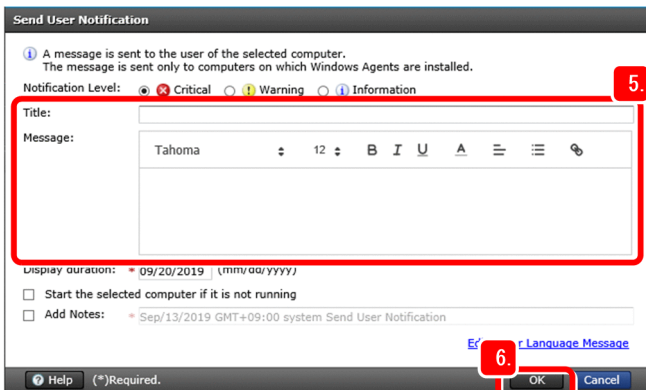 Send User Notification
A message is sent to the user of the selected computer.
The message is sent only to computers on which Windows Agents are installed.
Notification Level: Critical Warning Information
5.
Title:
Message:
Tahoma 12 B I U A
Display duration: * 09/20/2019 (mm/dd/yyyy)
Start the selected computer if it is not running
Add Notes: * Sep/13/2019 GMT+09:00 system Send User Notification
r Language Message
6.
Help (*)Required. OK Cancel